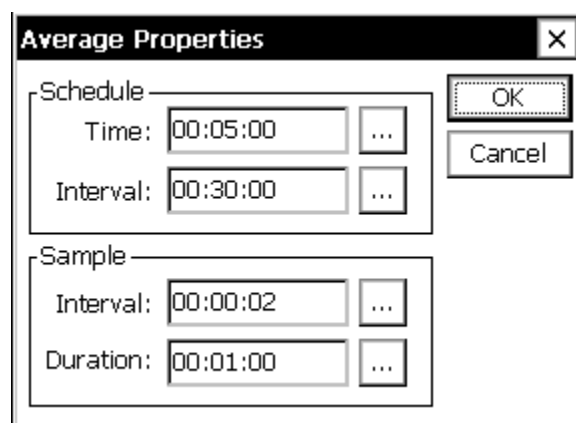 Average Properties
Schedule
Time: 00:05:00 ...
Interval: 00:30:00 ...
Sample
Interval: 00:00:02 ...
Duration: 00:01:00 ...
OK
Cancel